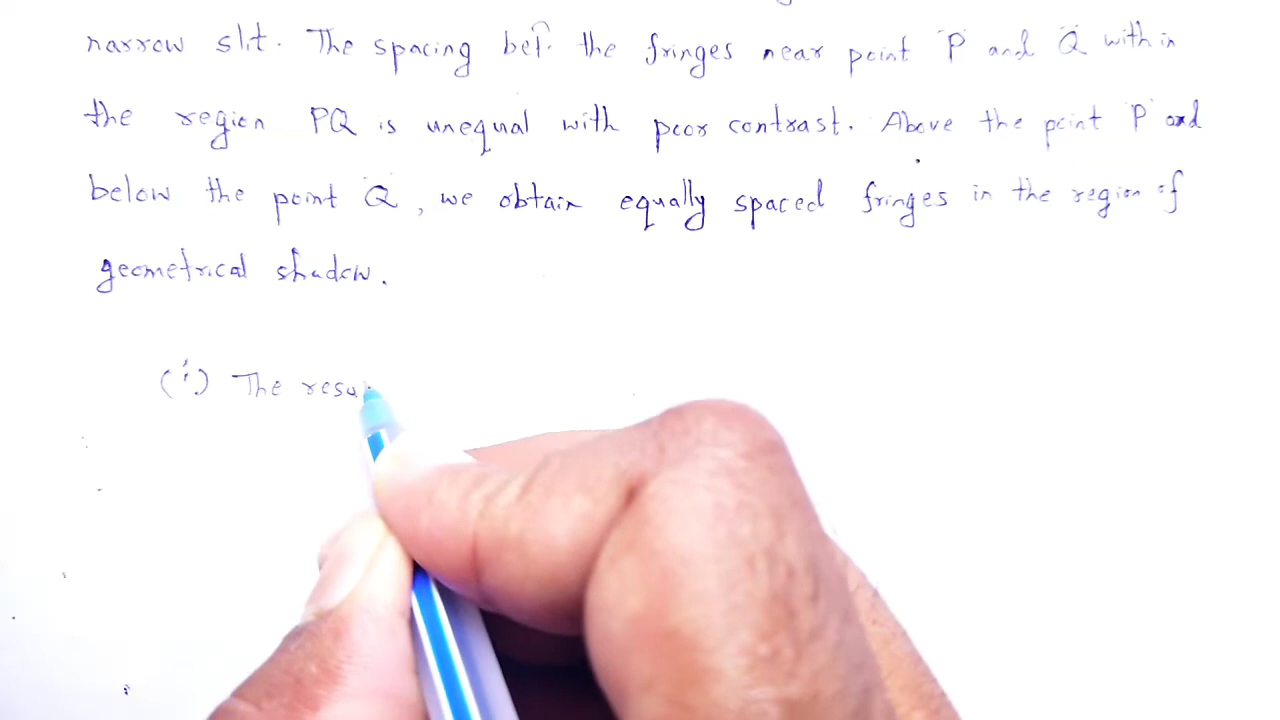 narrow slit. The spacing bet. the fringes near point P and Q within
the region PQ is unequal with poor contrast. Above the point P and
below the point Q, we obtain equally spaced fringes in the region of
geometrical shadow.
(i) The resu